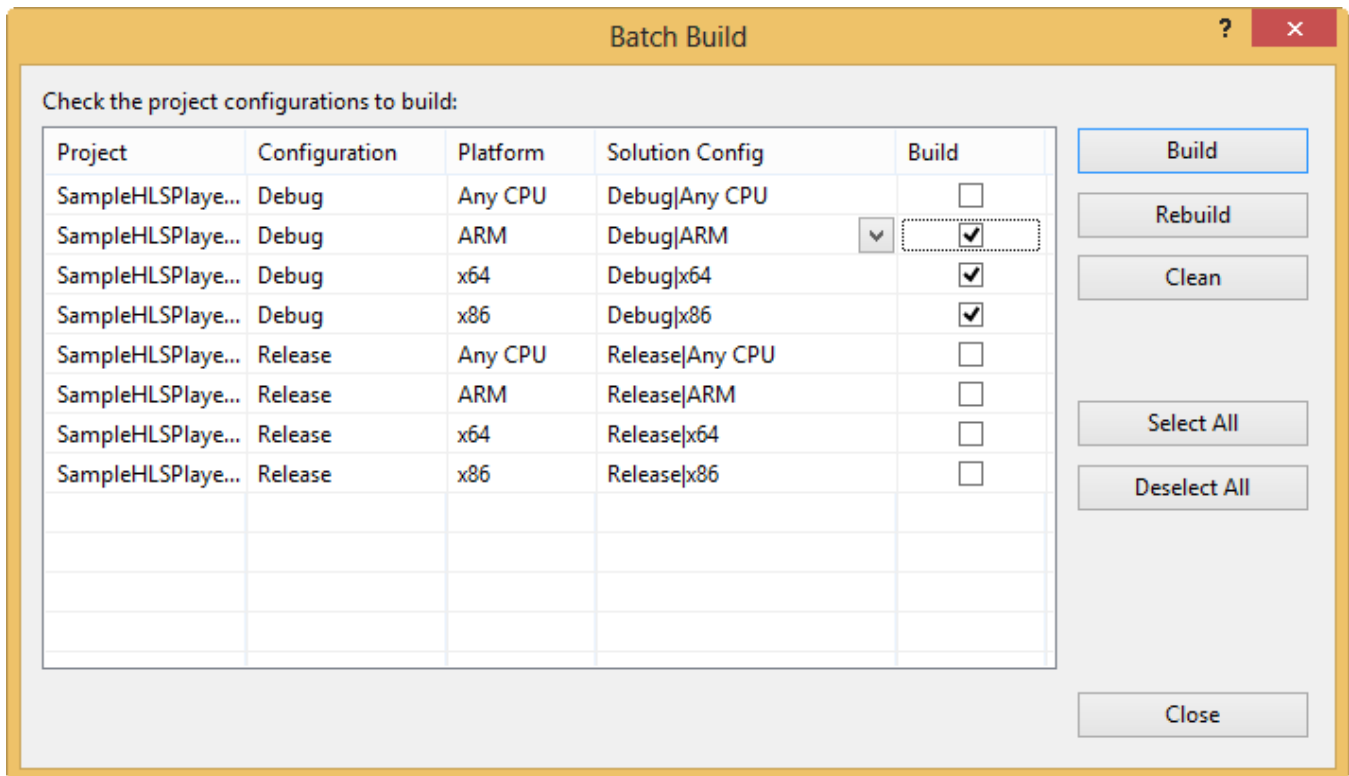 Batch Build
?
Check the project configurations to build:
Project Configuration Platform Solution Config Build
SampleHLSPlaye... Debug Any CPU Debug|Any CPU
SampleHLSPlaye... Debug ARM Debug|ARM
SampleHLSPlaye... Debug x64 Debug|x64
SampleHLSPlaye... Debug x86 Debug|x86
SampleHLSPlaye... Release Any CPU Release|Any CPU
SampleHLSPlaye... Release ARM Release|ARM
SampleHLSPlaye... Release x64 Release|x64
SampleHLSPlaye... Release x86 Release|x86
Build
Rebuild
Clean
Select All
Deselect All
Close